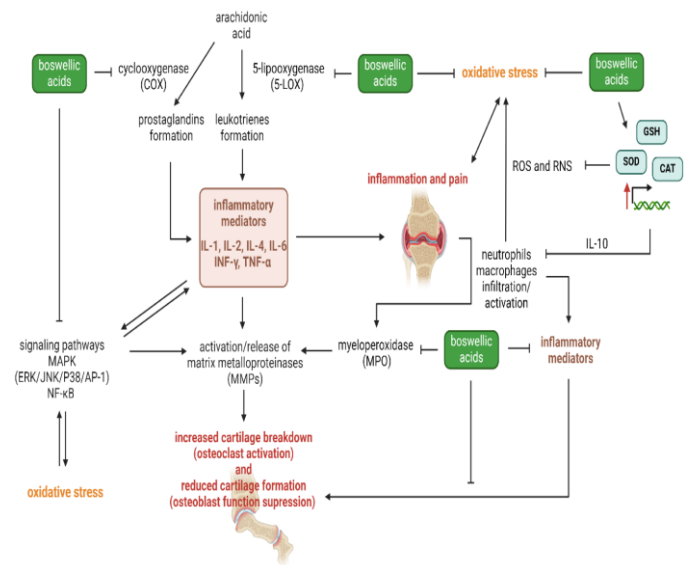 arachidonic
acid
boswellic
acids
cyclooxygenase
(COX)
5-lipooxygenase
(5-LOX)
boswellic
acids
oxidative stress
boswellic
acids
prostaglandins
formation
leukotrienes
formation
GSH
SOD
CAT
ROS and RNS
inflammation and pain
inflammatory
mediators
IL-1, IL-2, IL-4, IL-6
INF-γ, TNF-α
IL-10
neutrophils
macrophages
infiltration/
activation
signaling pathways
MAPK
(ERK/JNK/P38/AP-1)
NF-κB
activation/release of
matrix metalloproteinases
(MMPs)
myeloperoxidase
(MPO)
boswellic
acids
inflammatory
mediators
increased cartilage breakdown
(osteoclast activation)
and
reduced cartilage formation
(osteoblast function supression)
oxidative stress